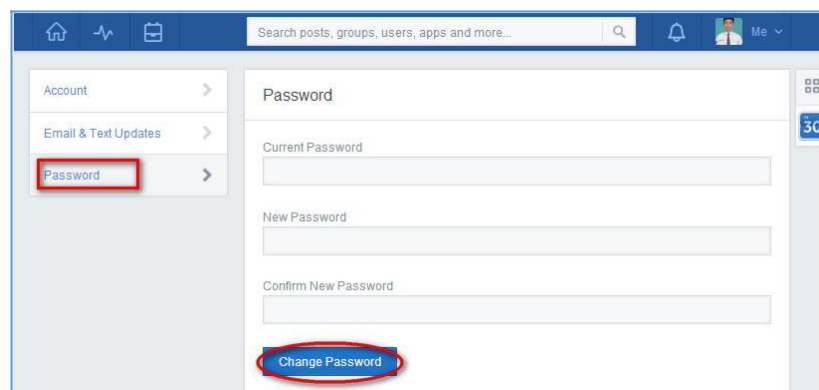 Search posts, groups, users, apps and more...
Me
Account
Email & Text Updates
Password
Password
Current Password
New Password
Confirm New Password
Change Password
30